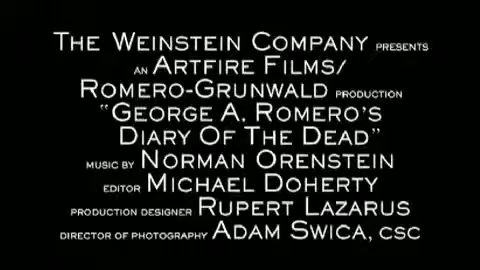 THE WEINSTEIN COMPANY PRESENTS
AN ARTFIRE FILMS/
ROMERO-GRUNWALD PRODUCTION
"GEORGE A. ROMERO'S
DIARY OF THE DEAD"
MUSIC BY NORMAN ORENSTEIN
EDITOR MICHAEL DOHERTY
PRODUCTION DESIGNER RUPERT LAZARUS
DIRECTOR OF PHOTOGRAPHY ADAM SWICA, CSC